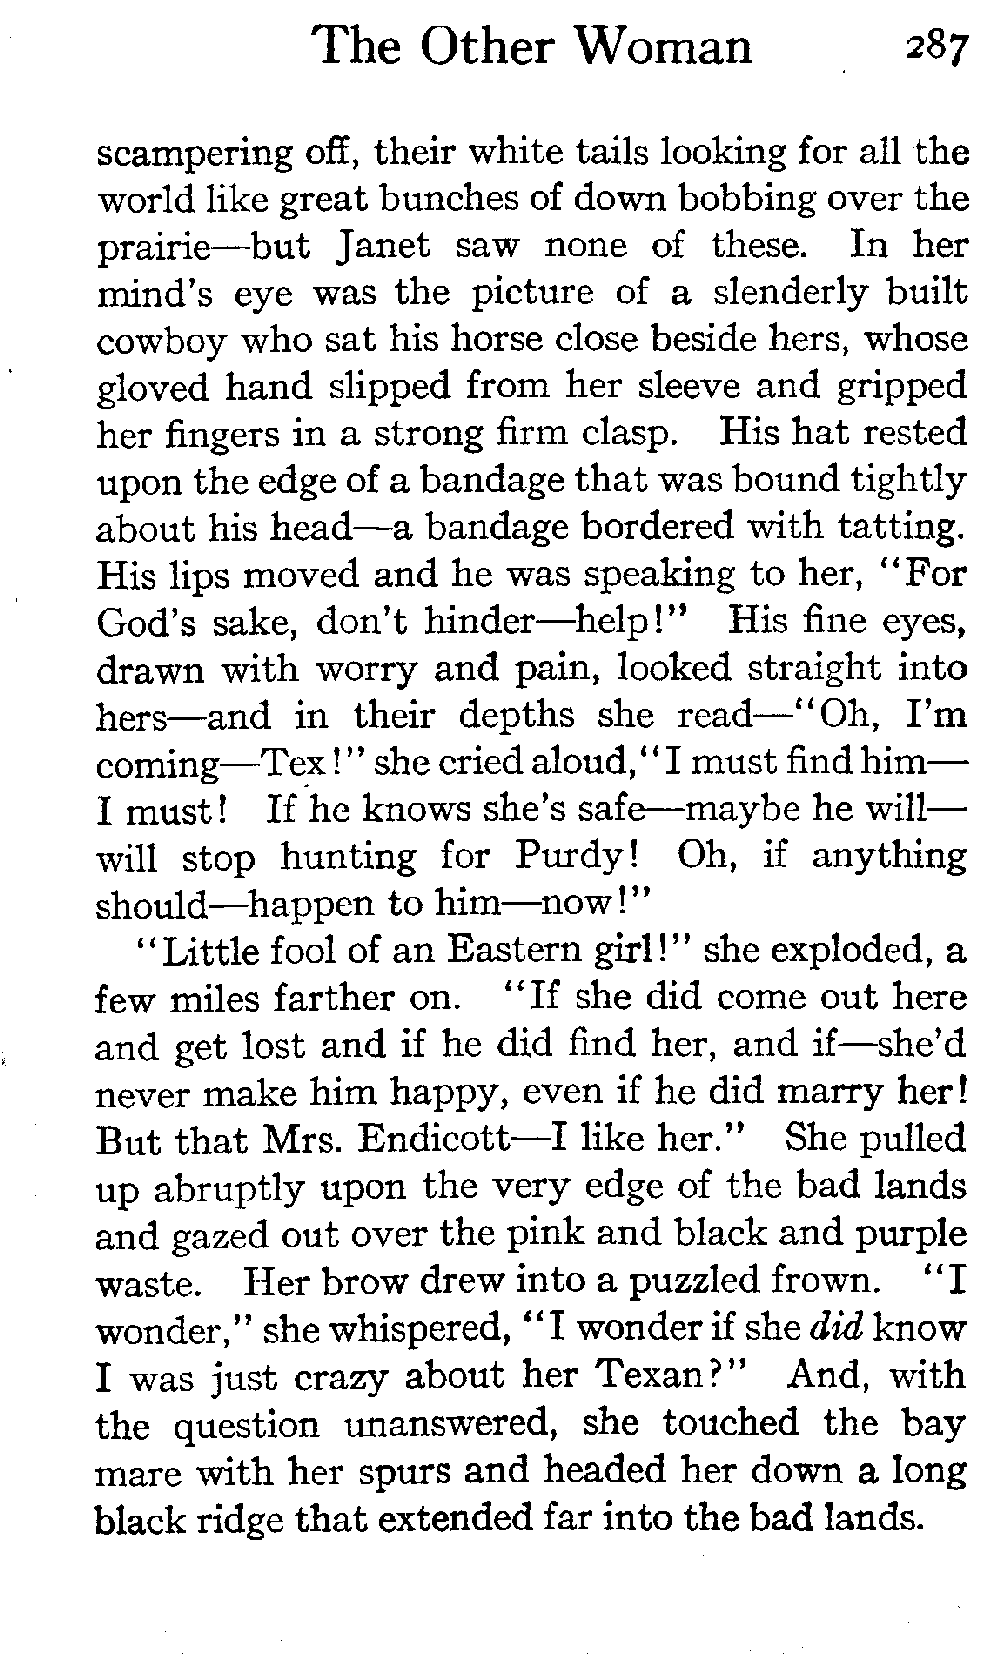 The Other Woman 287
scampering off, their white tails looking for all the
world like great bunches of down bobbing over the
prairie—but Janet saw none of these. In her
mind's eye was the picture of a slenderly built
cowboy who sat his horse close beside hers, whose
gloved hand slipped from her sleeve and gripped
her fingers in a strong firm clasp. His hat rested
upon the edge of a bandage that was bound tightly
about his head—a bandage bordered with tatting.
His lips moved and he was speaking to her, "For
God's sake, don't hinder—help!" His fine eyes,
drawn with worry and pain, looked straight into
hers—and in their depths she read—"Oh, I'm
coming—Tex!" she cried aloud, "I must find him—
I must! If he knows she's safe—maybe he will—
will stop hunting for Purdy! Oh, if anything
should—happen to him—now!"
"Little fool of an Eastern girl!" she exploded, a
few miles farther on. "If she did come out here
and get lost and if he did find her, and if—she'd
never make him happy, even if he did marry her!
But that Mrs. Endicott—I like her." She pulled
up abruptly upon the very edge of the bad lands
and gazed out over the pink and black and purple
waste. Her brow drew into a puzzled frown. "I
wonder," she whispered, "I wonder if she did know
I was just crazy about her Texan?" And, with
the question unanswered, she touched the bay
mare with her spurs and headed her down a long
black ridge that extended far into the bad lands.